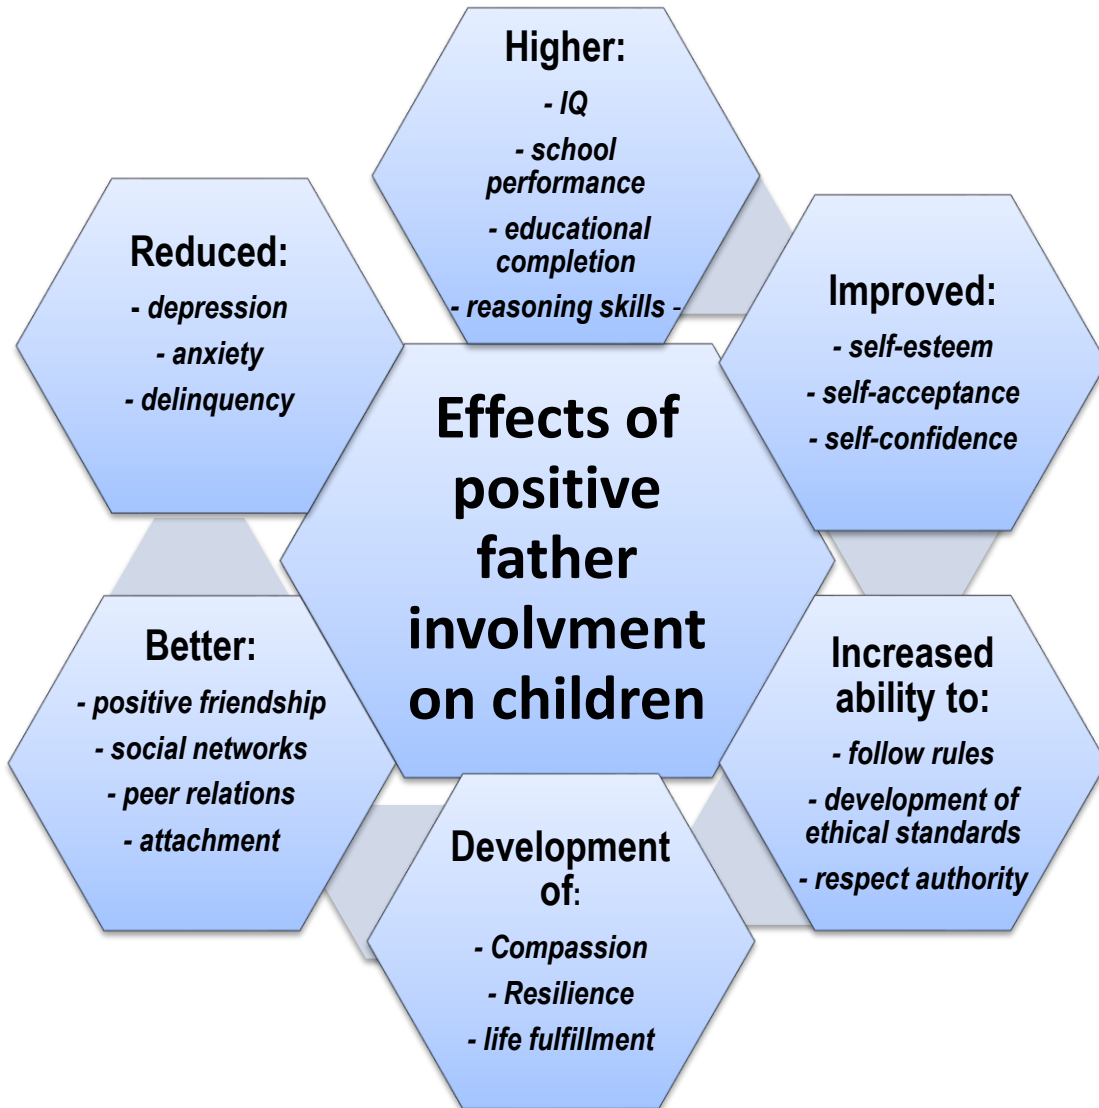 Higher:
- IQ
- school
performance
- educational
completion
- reasoning skills -
Improved:
- self-esteem
- self-acceptance
- self-confidence
Increased
ability to:
- follow rules
- development of
ethical standards
- respect authority
Development
of:
- Compassion
- Resilience
- life fulfillment
Better:
- positive friendship
- social networks
- peer relations
- attachment
Reduced:
- depression
- anxiety
- delinquency
Effects of
positive
father
involvment
on children